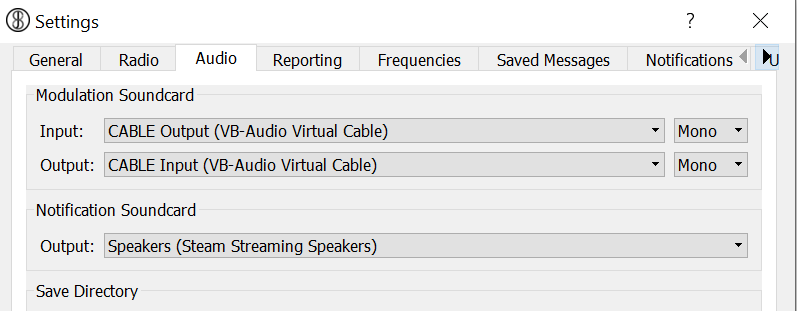 Settings ?
General Radio Audio Reporting Frequencies Saved Messages Notifications U
Modulation Soundcard
Input: CABLE Output (VB-Audio Virtual Cable) Mono
Output: CABLE Input (VB-Audio Virtual Cable) Mono
Notification Soundcard
Output: Speakers (Steam Streaming Speakers)
Save Directory